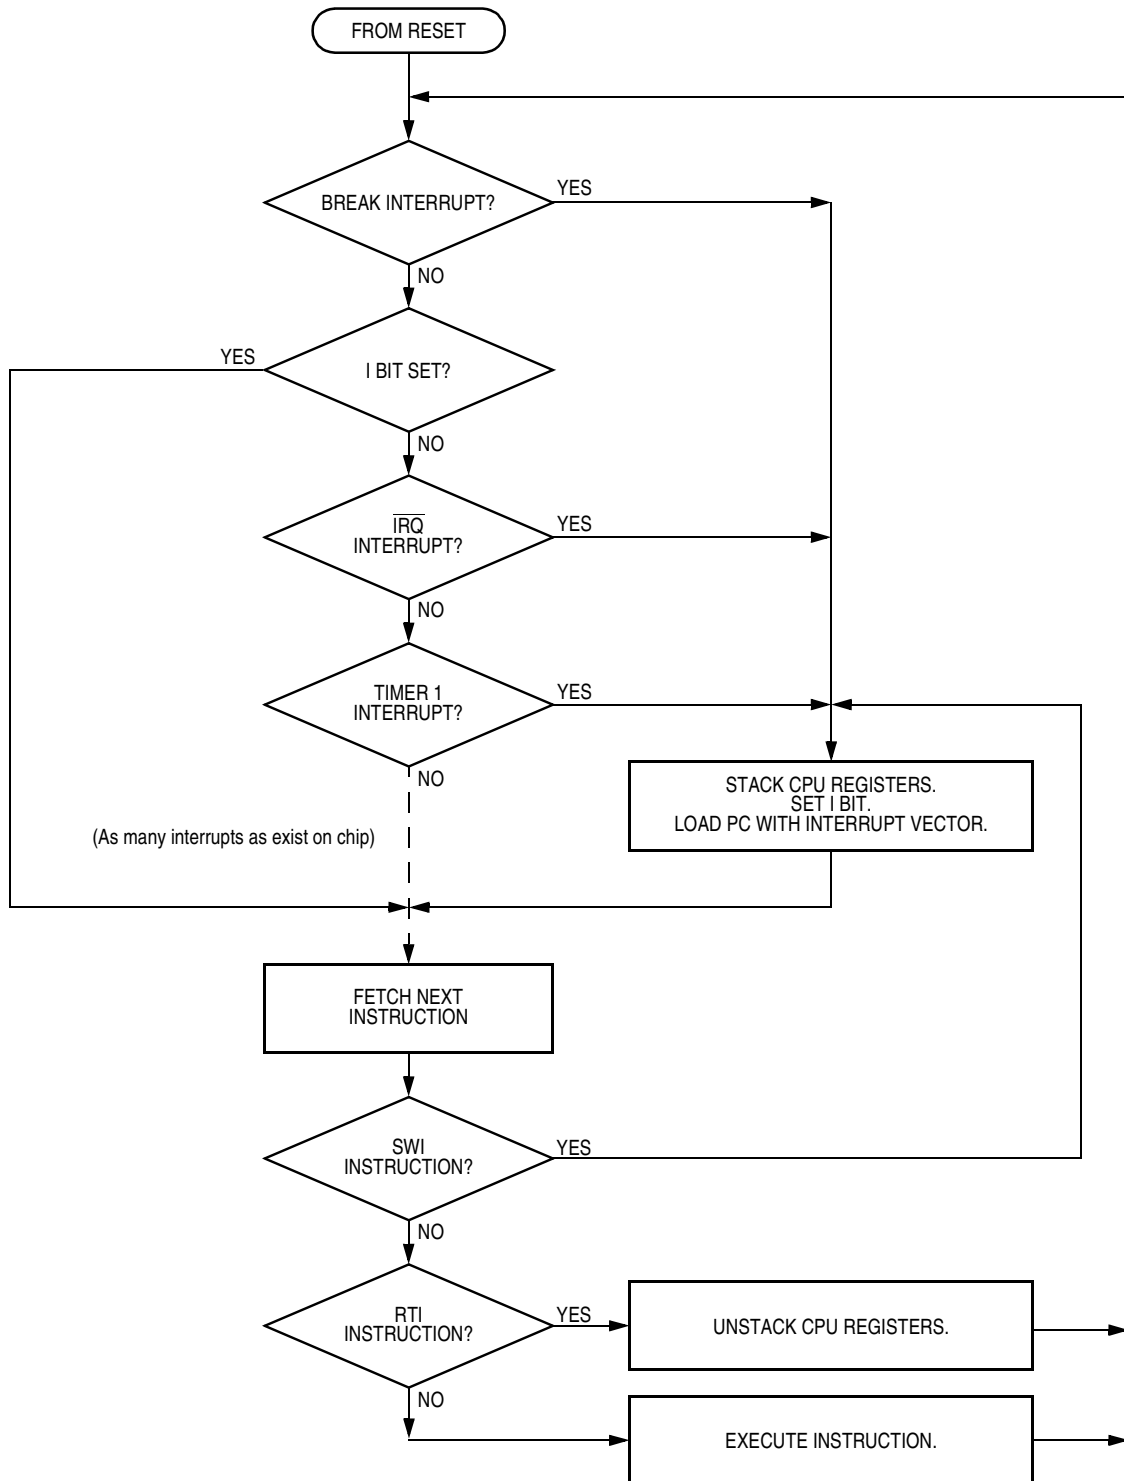 FROM RESET
BREAK INTERRUPT?
YES
NO
YES
I BIT SET?
NO
IRQ
INTERRUPT?
YES
NO
TIMER 1
INTERRUPT?
YES
NO
STACK CPU REGISTERS.
SET I BIT.
LOAD PC WITH INTERRUPT VECTOR.
(As many interrupts as exist on chip)
FETCH NEXT
INSTRUCTION
SWI
INSTRUCTION?
YES
NO
RTI
INSTRUCTION?
YES
UNSTACK CPU REGISTERS.
NO
EXECUTE INSTRUCTION.